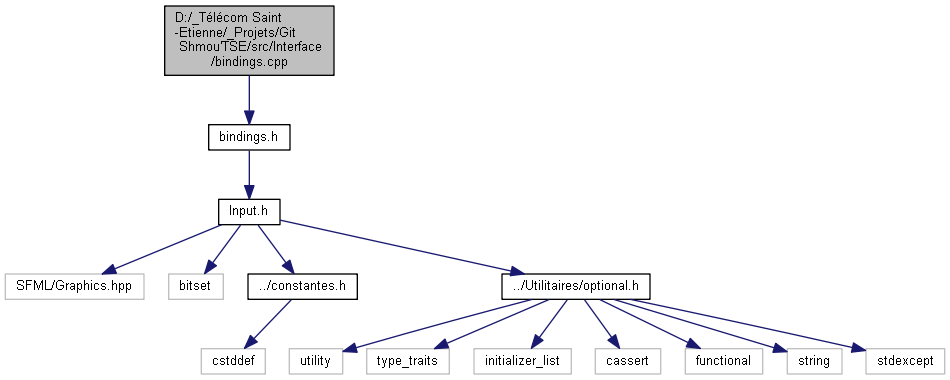 D:/_Télécom Saint
-Etienne/_Projets/Git
Shmou'TSE/src/Interface
/bindings.cpp
bindings.h
Input.h
SFML/Graphics.hpp
bitset
../constantes.h
../Utilitaires/optional.h
cstddef
utility
type_traits
initializer_list
cassert
functional
string
stdexcept